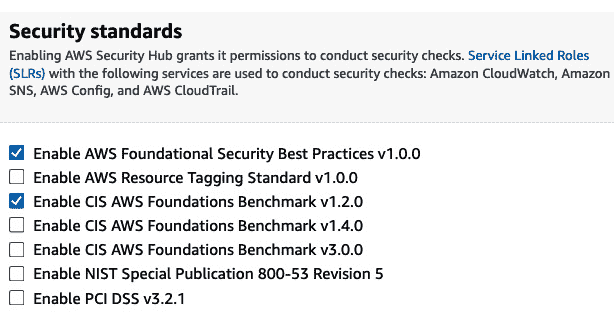 Security standards
Enabling AWS Security Hub grants it permissions to conduct security checks. Service Linked Roles
(SLRs) with the following services are used to conduct security checks: Amazon CloudWatch, Amazon
SNS, AWS Config, and AWS CloudTrail.
Enable AWS Foundational Security Best Practices v1.0.0
Enable AWS Resource Tagging Standard v1.0.0
Enable CIS AWS Foundations Benchmark v1.2.0
Enable CIS AWS Foundations Benchmark v1.4.0
Enable CIS AWS Foundations Benchmark v3.0.0
Enable NIST Special Publication 800-53 Revision 5
Enable PCI DSS v3.2.1